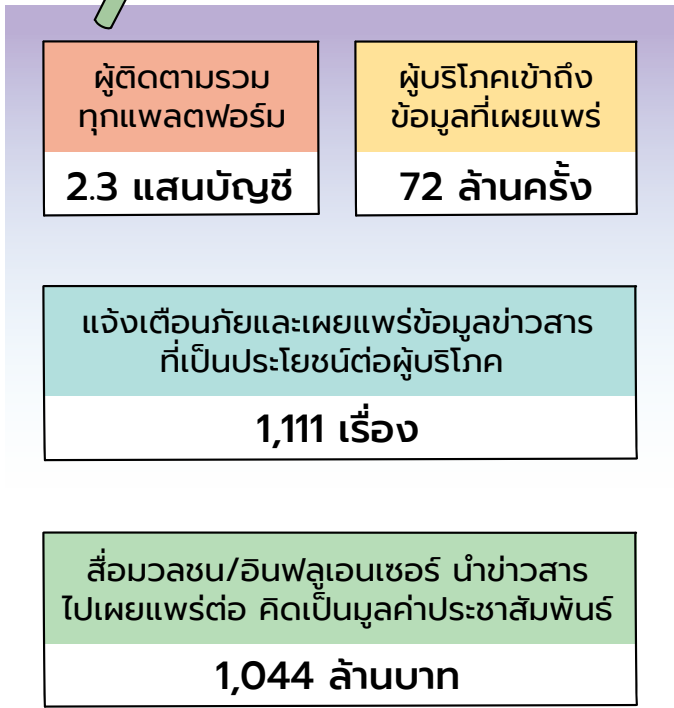 ผู้ติดตามรวม
ทุกแพลตฟอร์ม
2.3 แสนบัญชี
ผู้บริโภคเข้าถึง
ข้อมูลที่เผยแพร่
72 ล้านครั้ง
แจ้งเตือนภัยและเผยแพร่ข้อมูลข่าวสาร
ที่เป็นประโยชน์ต่อผู้บริโภค
1,111 เรื่อง
สื่อมวลชน/อินฟลูเอนเซอร์ นำข่าวสาร
ไปเผยแพร่ต่อ คิดเป็นมูลค่าประชาสัมพันธ์
1,044 ล้านบาท